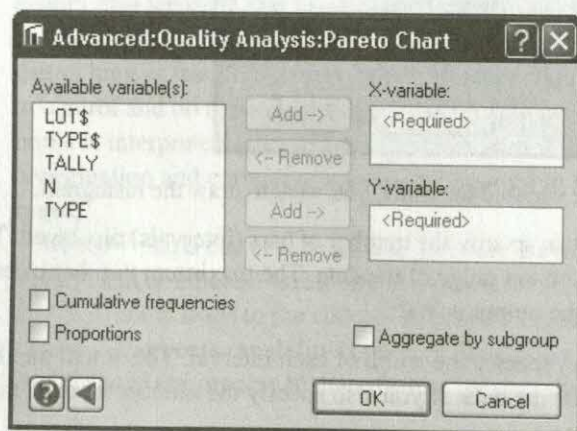 Advanced:Quality Analysis:Pareto Chart
Available variable(s):
LOT$
TYPE$
TALLY
N
TYPE
Add -->
<-- Remove
Add -->
<-- Remove
X-variable:
<Required>
Y-variable:
<Required>
Cumulative frequencies
Proportions
Aggregate by subgroup
OK
Cancel